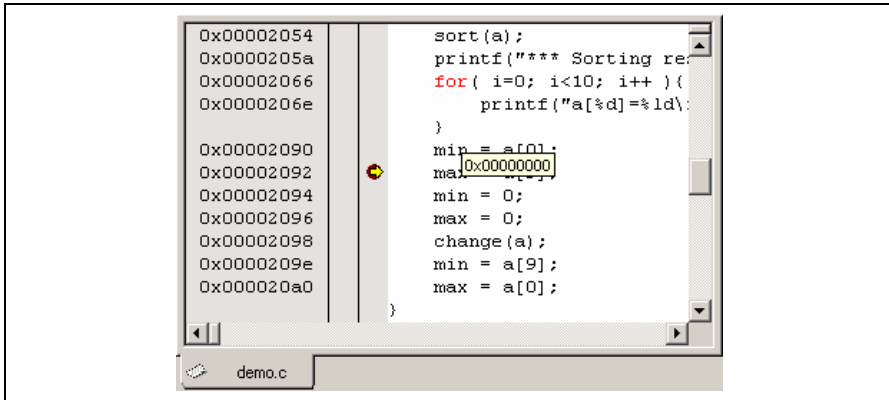 0x00002054 sort(a);
0x0000205a printf("*** Sorting re
0x00002066 for( i=0; i<10; i++ ){
0x0000206e printf("a[%d]=%ld\
}
0x00002090 min = a[0];
0x00002092 max
0x00000000
0x00002094 min = 0;
0x00002096 max = 0;
0x00002098 change(a);
0x0000209e min = a[9];
0x000020a0 max = a[0];
}
demo.c